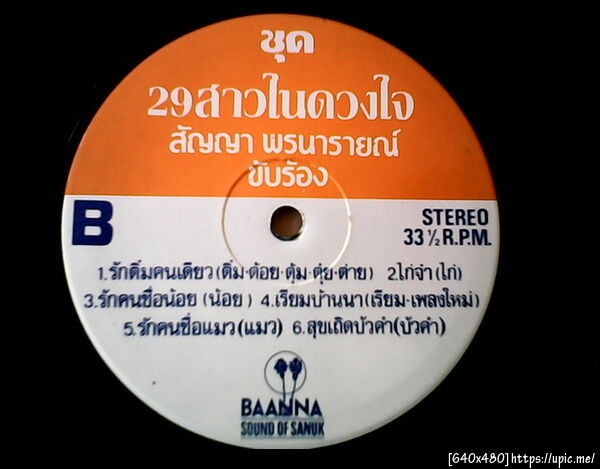 ชุด
29สาวในดวงใจ
สัญญา พรนารายณ์
ขับร้อง
B
STEREO
33 ½ R.P.M.
1.รักติ๋มคนเดียว(ติ๋ม-ต้อย-ตุ้ม-ตุ๋ย-ต่าย) 2.ไก่จ๋า(ไก่)
3.รักคนชื่อน้อย (น้อย) 4.เรียมบ้านนา(เรียม-เพลงใหม่)
5.รักคนชื่อแมว(แมว) 6.สุขเถิดบัวคำ(บัวคำ)
BAANNA
SOUND OF SANUK
[640x480]https://upic.me/